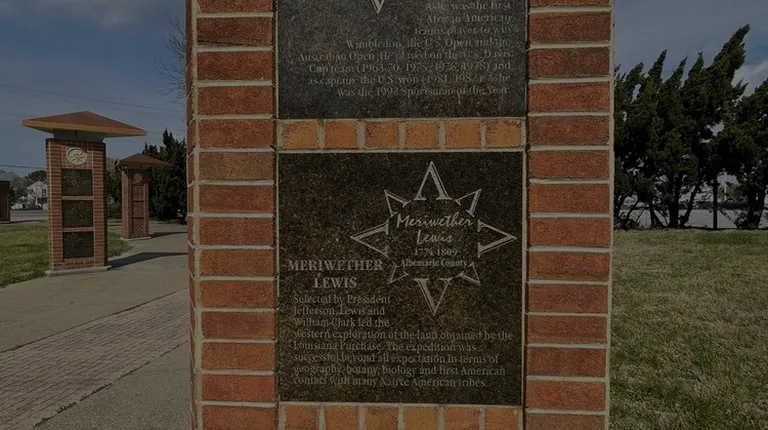 Ashe was the first
African American
tennis player to win
Wimbledon, the U.S. Open and the
Australian Open. He played on the U.S. Davis
Cup team (1963-70, 1975, 1976, 1978) and
as captain, the U.S. won (1981, 1982). Ashe
was the 1992 Sportsman of the Year.
Meriwether
Lewis
1774-1809
Albemarle County
MERIWETHER
LEWIS
Selected by President
Jefferson, Lewis and
William Clark led the
western exploration of the land obtained by the
Louisiana Purchase. The expedition was
successful beyond all expectation in terms of
geography, botany, biology and first American
contact with many Native American tribes.